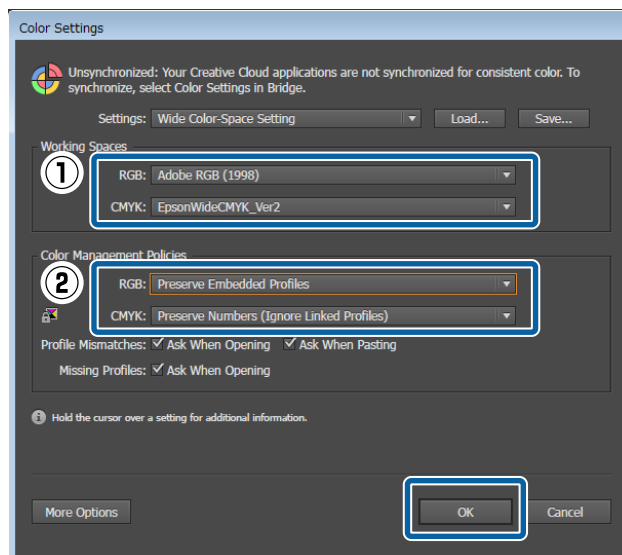 Color Settings
Unsynchronized: Your Creative Cloud applications are not synchronized for consistent color. To
synchronize, select Color Settings in Bridge.
Settings: Wide Color-Space Setting Load... Save...
Working Spaces
1
RGB: Adobe RGB (1998)
CMYK: EpsonWideCMYK_Ver2
Color Management Policies
2
RGB: Preserve Embedded Profiles
CMYK: Preserve Numbers (Ignore Linked Profiles)
Profile Mismatches: Ask When Opening Ask When Pasting
Missing Profiles: Ask When Opening
Hold the cursor over a setting for additional information.
More Options OK Cancel